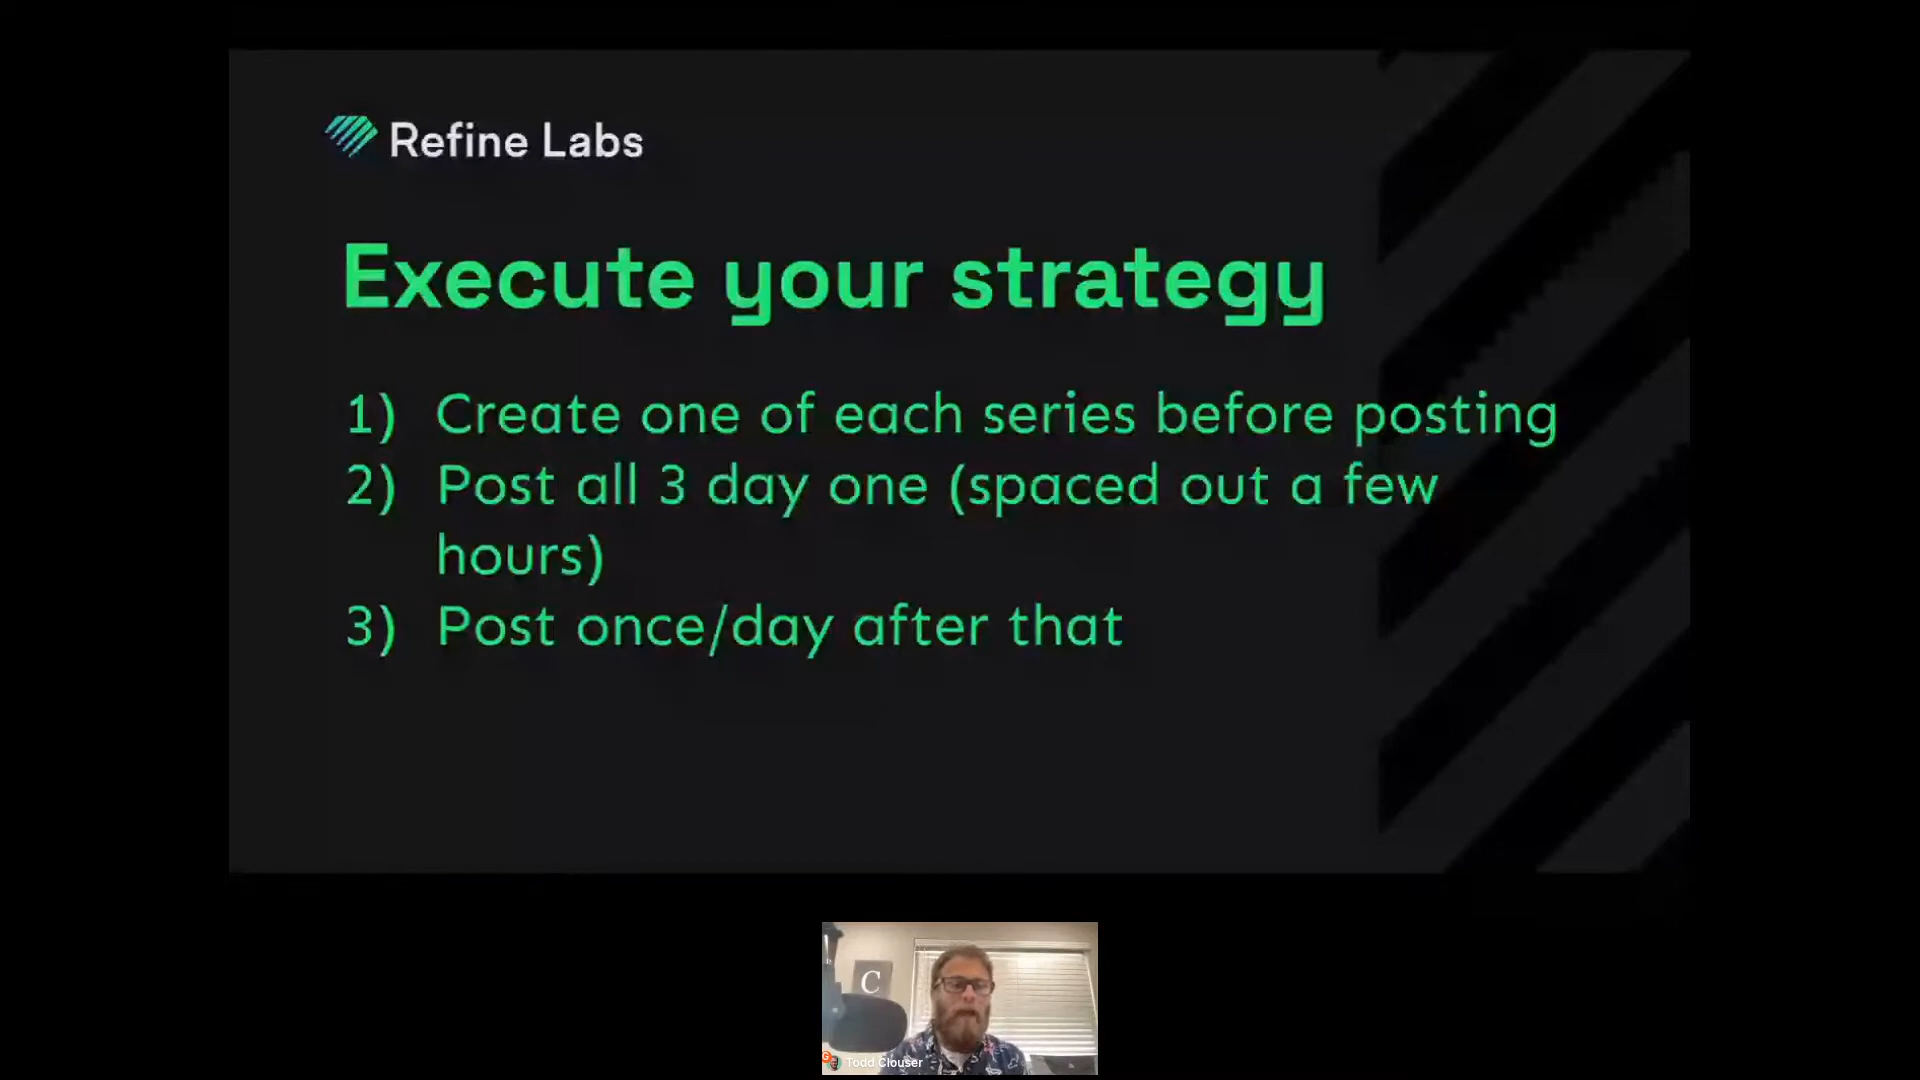 Refine Labs
Execute your strategy
1) Create one of each series before posting
2) Post all 3 day one (spaced out a few
hours)
3) Post once/day after that
C
Todd Clouser